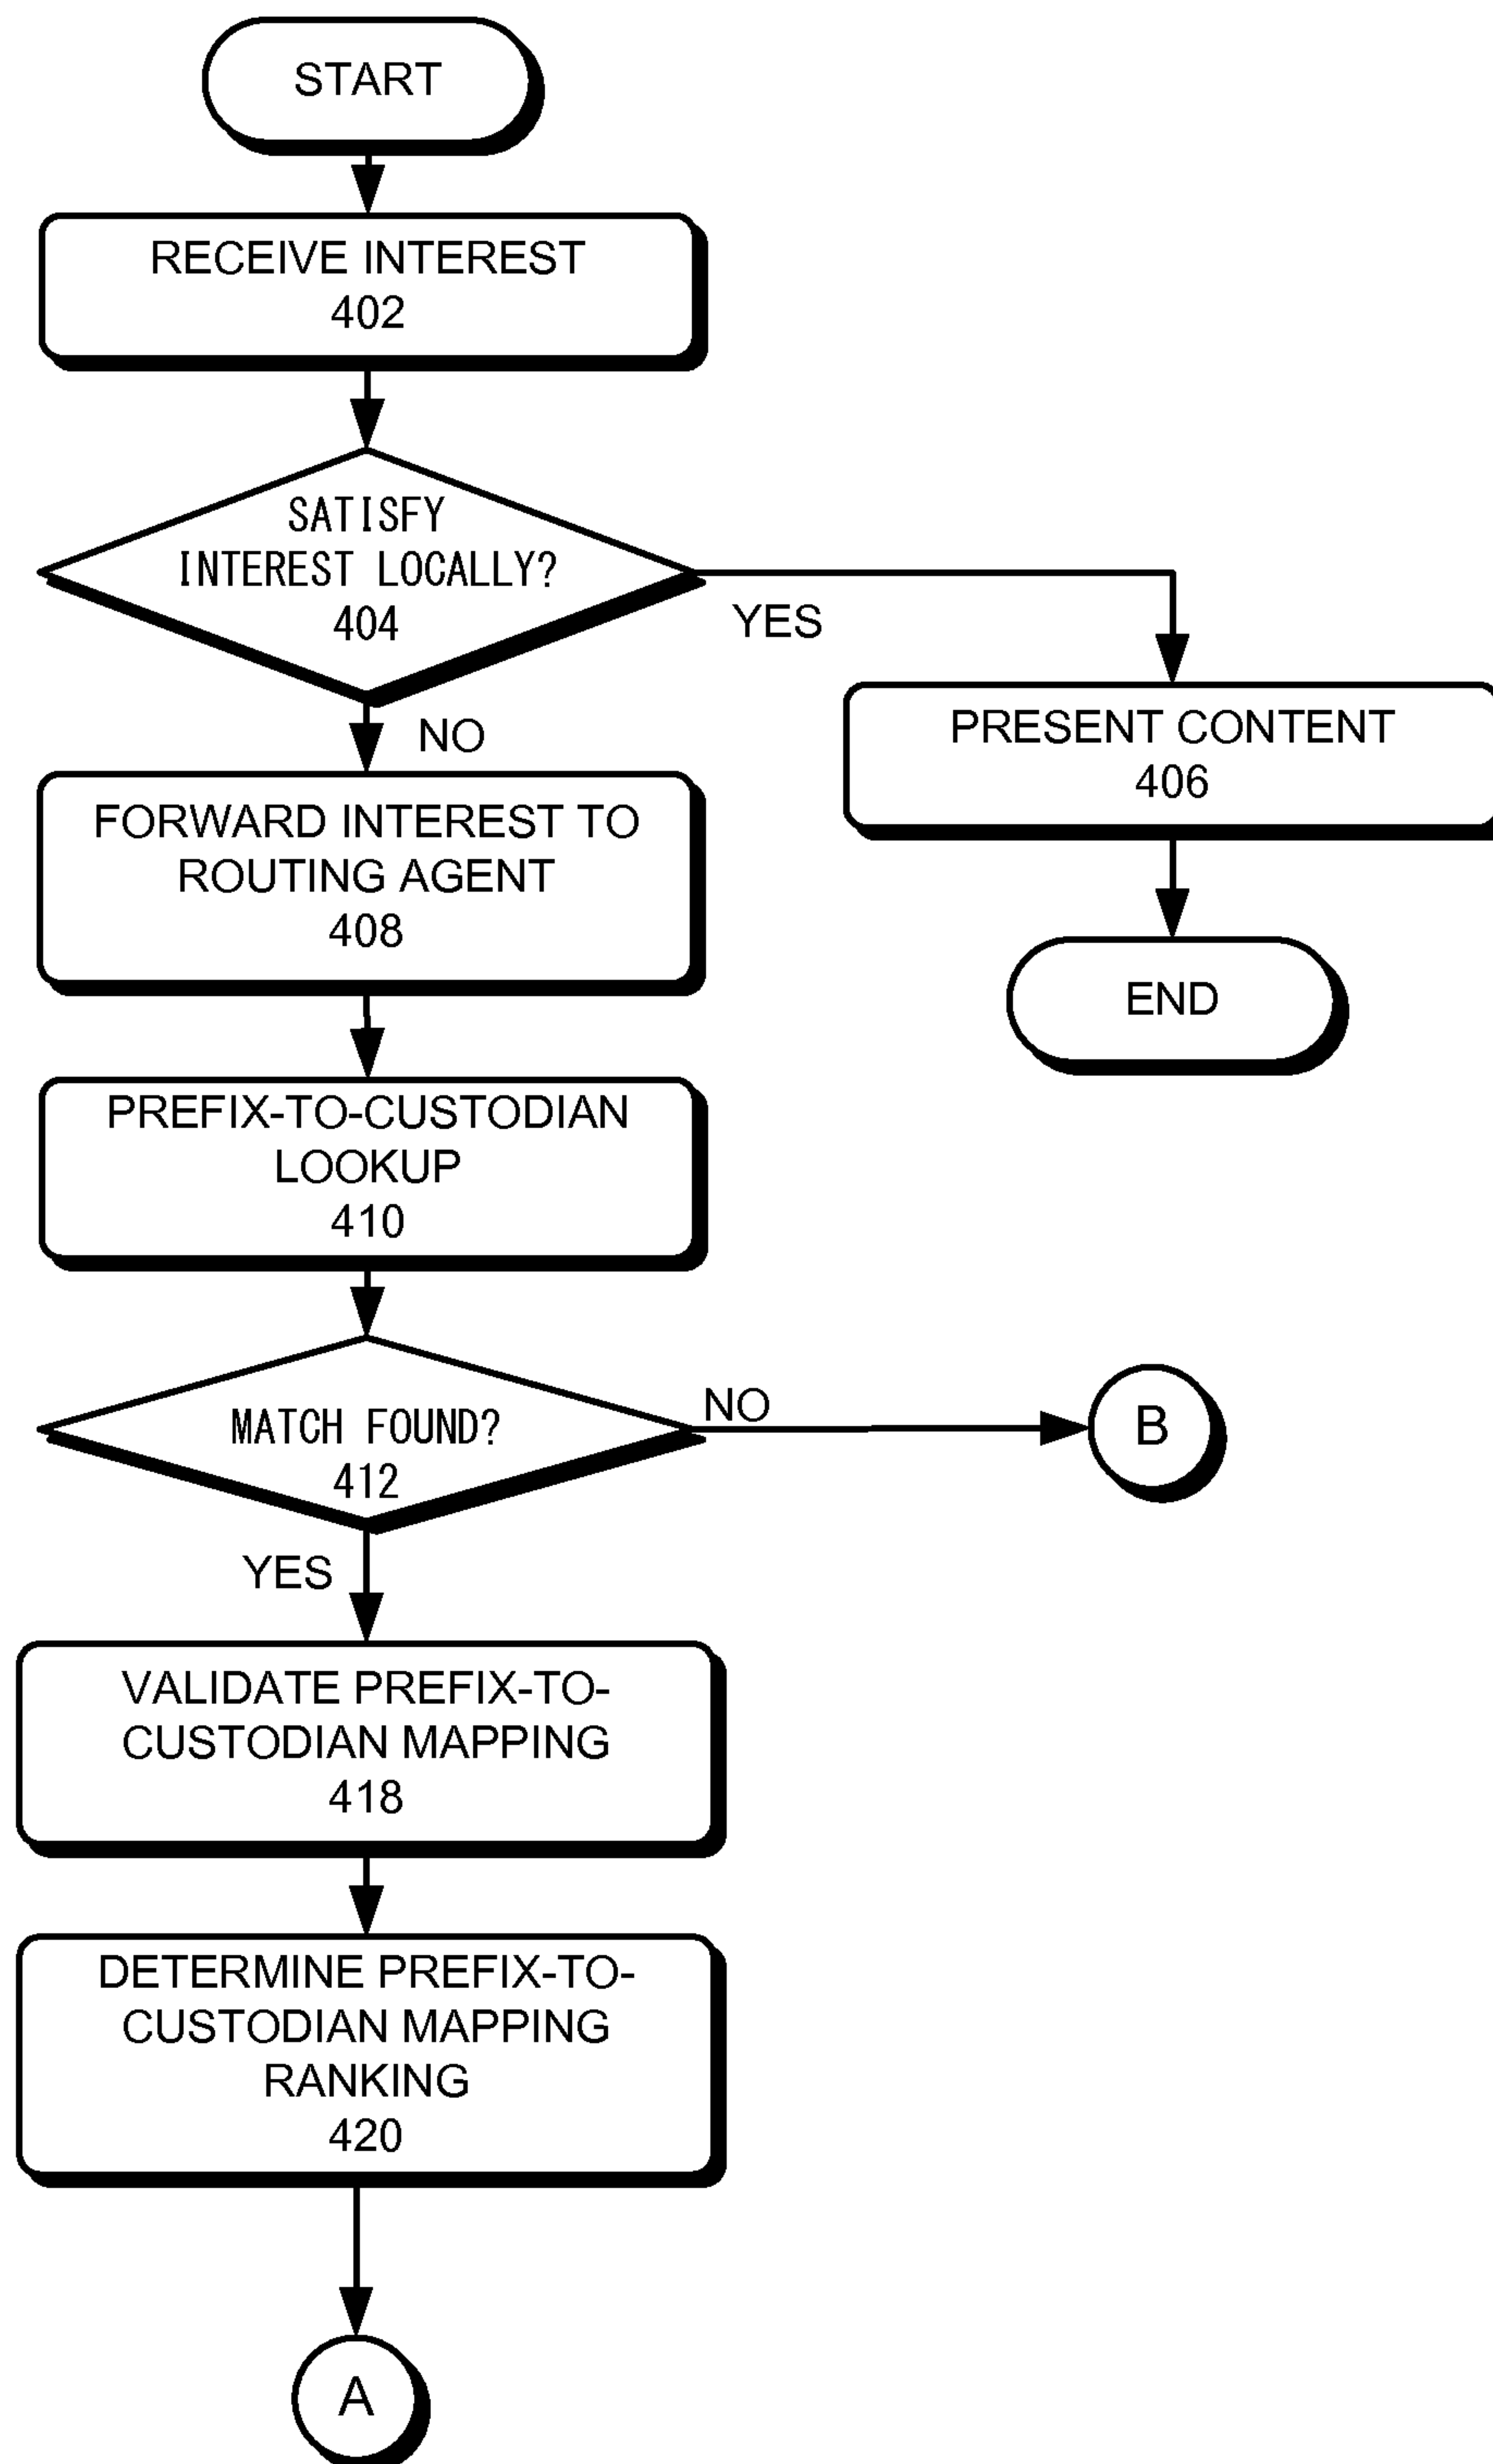 START
RECEIVE INTEREST
402
SATISFY
INTEREST LOCALLY?
404
YES
NO
PRESENT CONTENT
406
FORWARD INTEREST TO
ROUTING AGENT
408
END
PREFIX-TO-CUSTODIAN
LOOKUP
410
MATCH FOUND?
412
NO
B
YES
VALIDATE PREFIX-TO-
CUSTODIAN MAPPING
418
DETERMINE PREFIX-TO-
CUSTODIAN MAPPING
RANKING
420
A